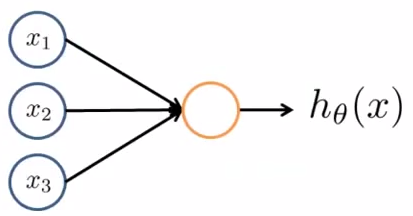 x₁
x₂
hθ(x)
x₃